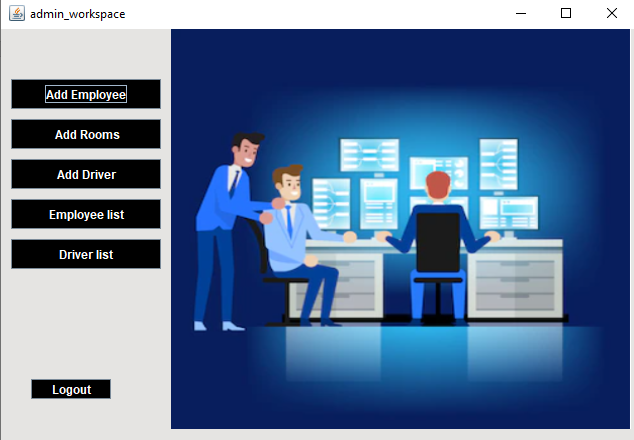 admin_workspace
Add Employee
Add Rooms
Add Driver
Employee list
Driver list
Logout